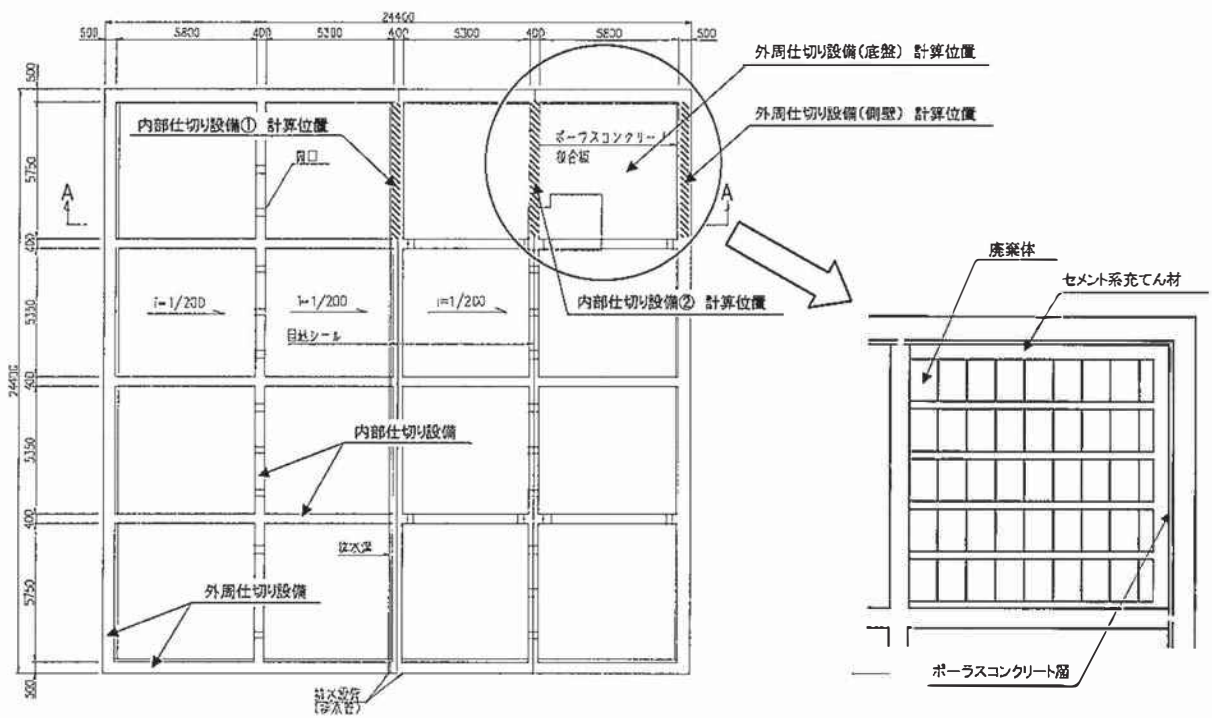 24400
500 5800 400 5300 400 5300 400 5800 500
外周仕切り設備(底盤) 計算位置
外周仕切り設備(側壁) 計算位置
内部仕切り設備① 計算位置
ポーラスコンクリート
複合板
開口
500
5750
400
5350
400
5350
400
5750
500
24400
A
A
i=1/200
i=1/200
i=1/200
内部仕切り設備② 計算位置
目地シール
内部仕切り設備
外周仕切り設備
廃棄体
セメント系充てん材
ポーラスコンクリート層